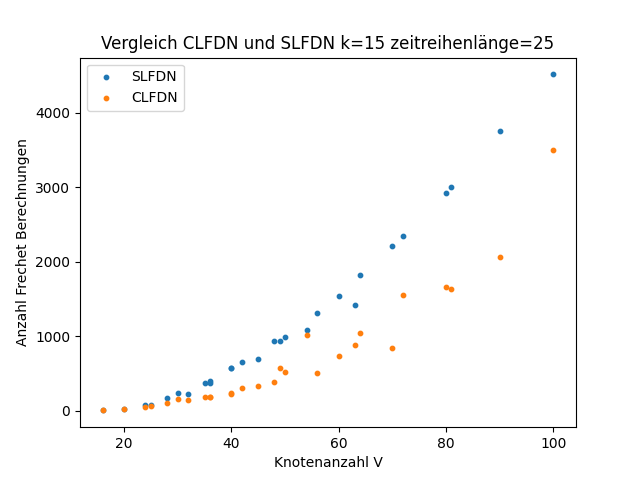 Vergleich CLFDN und SLFDN k=15 zeitreihenlänge=25
SLFDN
CLFDN
Anzahl Frechet Berechnungen
4000
3000
2000
1000
0
20 40 60 80 100
Knotenanzahl V